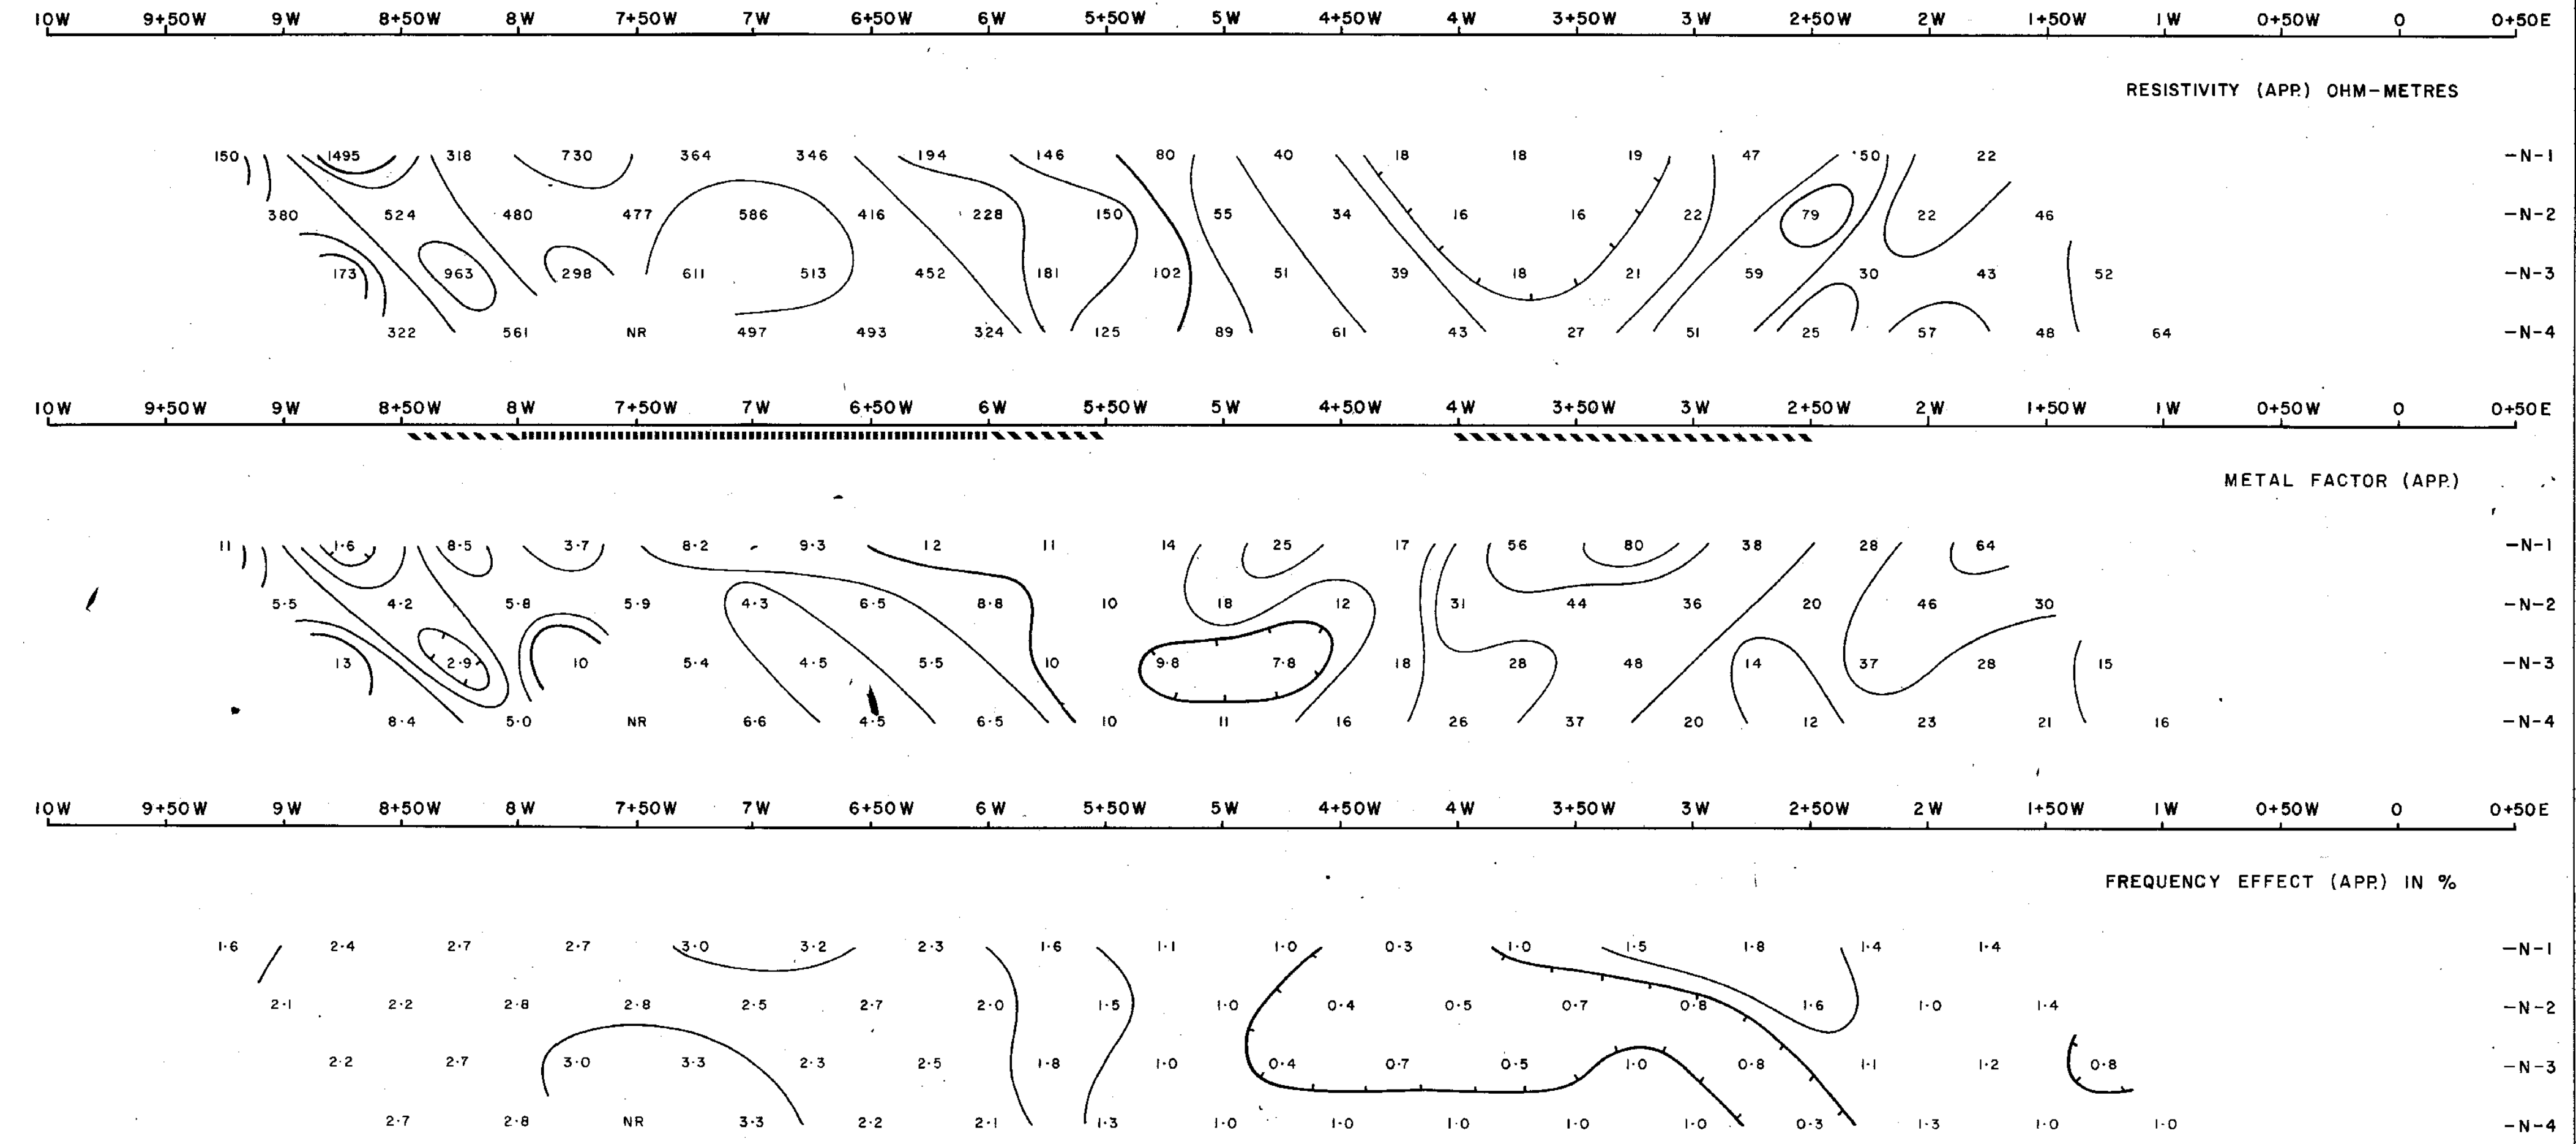 10W 9+50W 9W 8+50W 8W 7+50W 7W 6+50W 6W 5+50W 5W 4+50W 4W 3+50W 3W 2+50W 2W 1+50W 1W 0+50W 0 0+50E
RESISTIVITY (APP.) OHM-METRES
150 1495 318 730 364 346 194 146 80 40 18 18 19 47 50 22 -N-1
380 524 480 477 586 416 228 150 55 34 16 16 22 79 22 46 -N-2
173 963 298 611 513 452 181 102 51 39 18 21 59 30 43 52 -N-3
322 561 NR 497 493 324 125 89 61 43 27 51 25 57 48 64 -N-4
10W 9+50W 9W 8+50W 8W 7+50W 7W 6+50W 6W 5+50W 5W 4+50W 4W 3+50W 3W 2+50W 2W 1+50W 1W 0+50W 0 0+50E
METAL FACTOR (APP.)
11 1·6 8·5 3·7 8·2 9·3 12 11 14 25 17 56 80 38 28 64 -N-1
5·5 4·2 5·8 5·9 4·3 6·5 8·8 10 18 12 31 44 36 20 46 30 -N-2
13 2·9 10 5·4 4·5 5·5 10 9·8 7·8 18 28 48 14 37 28 15 -N-3
8·4 5·0 NR 6·6 4·5 6·5 10 11 16 26 37 20 12 23 21 16 -N-4
10W 9+50W 9W 8+50W 8W 7+50W 7W 6+50W 6W 5+50W 5W 4+50W 4W 3+50W 3W 2+50W 2W 1+50W 1W 0+50W 0 0+50E
FREQUENCY EFFECT (APP.) IN %
1·6 2·4 2·7 2·7 3·0 3·2 2·3 1·6 1·1 1·0 0·3 1·0 1·5 1·8 1·4 1·4 -N-1
2·1 2·2 2·8 2·8 2·5 2·7 2·0 1·5 1·0 0·4 0·5 0·7 0·8 1·6 1·0 1·4 -N-2
2·2 2·7 3·0 3·3 2·3 2·5 1·8 1·0 0·4 0·7 0·5 1·0 0·8 1·1 1·2 0·8 -N-3
2·7 2·8 NR 3·3 2·2 2·1 1·3 1·0 1·0 1·0 1·0 1·0 0·3 1·3 1·0 1·0 -N-4